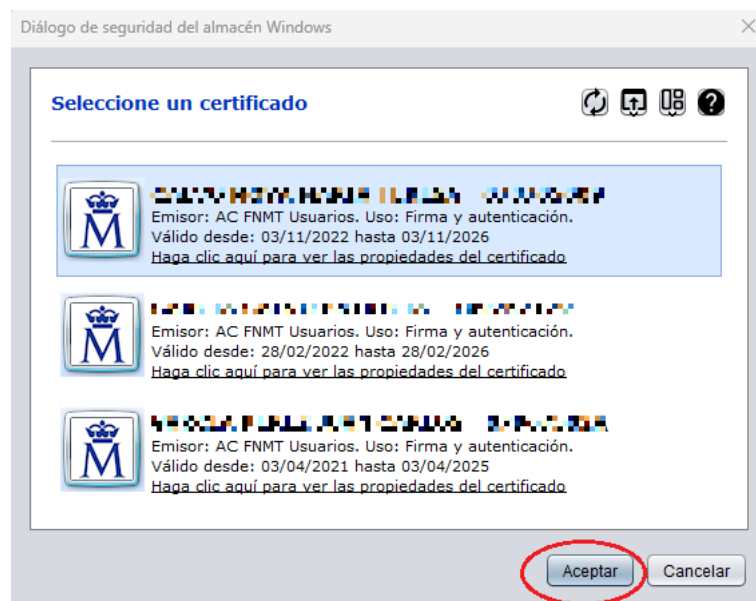 Diálogo de seguridad del almacén Windows
Seleccione un certificado
Emisor: AC FNMT Usuarios. Uso: Firma y autenticación.
Válido desde: 03/11/2022 hasta 03/11/2026
Haga clic aquí para ver las propiedades del certificado
Emisor: AC FNMT Usuarios. Uso: Firma y autenticación.
Válido desde: 28/02/2022 hasta 28/02/2026
Haga clic aquí para ver las propiedades del certificado
Emisor: AC FNMT Usuarios. Uso: Firma y autenticación.
Válido desde: 03/04/2021 hasta 03/04/2025
Haga clic aquí para ver las propiedades del certificado
Aceptar Cancelar